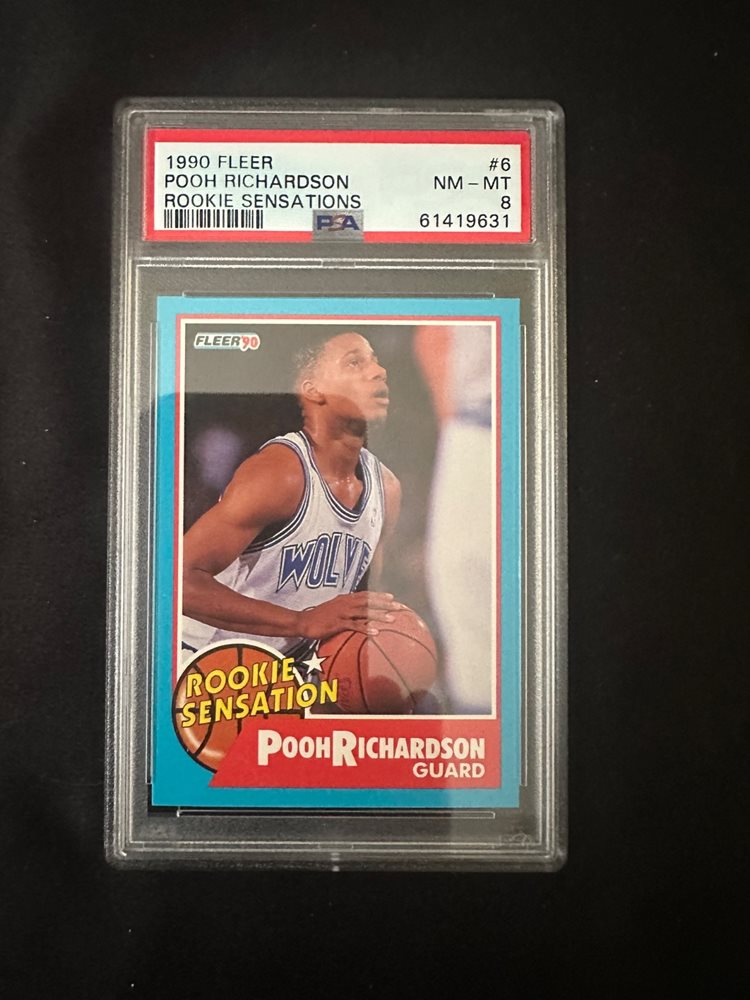 1990 FLEER #6
POOH RICHARDSON NM - MT
ROOKIE SENSATIONS 8
PSA 61419631
FLEER '90
WOLVE
ROOKIE
SENSATION
POOH RICHARDSON
GUARD